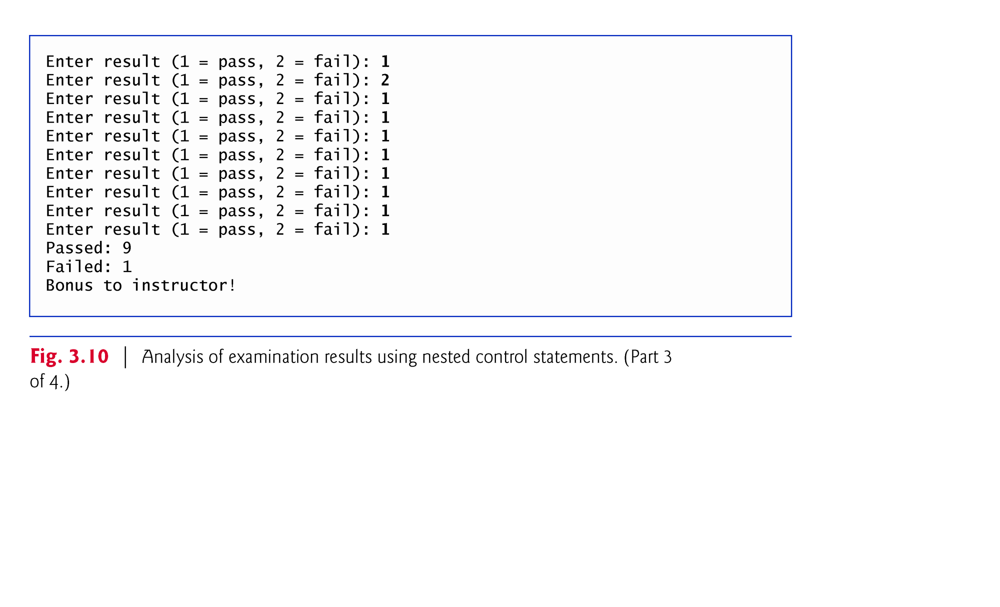 Enter result (1 = pass, 2 = fail): 1
Enter result (1 = pass, 2 = fail): 2
Enter result (1 = pass, 2 = fail): 1
Enter result (1 = pass, 2 = fail): 1
Enter result (1 = pass, 2 = fail): 1
Enter result (1 = pass, 2 = fail): 1
Enter result (1 = pass, 2 = fail): 1
Enter result (1 = pass, 2 = fail): 1
Enter result (1 = pass, 2 = fail): 1
Enter result (1 = pass, 2 = fail): 1
Passed: 9
Failed: 1
Bonus to instructor!
Fig. 3.10 | Analysis of examination results using nested control statements. (Part 3
of 4.)